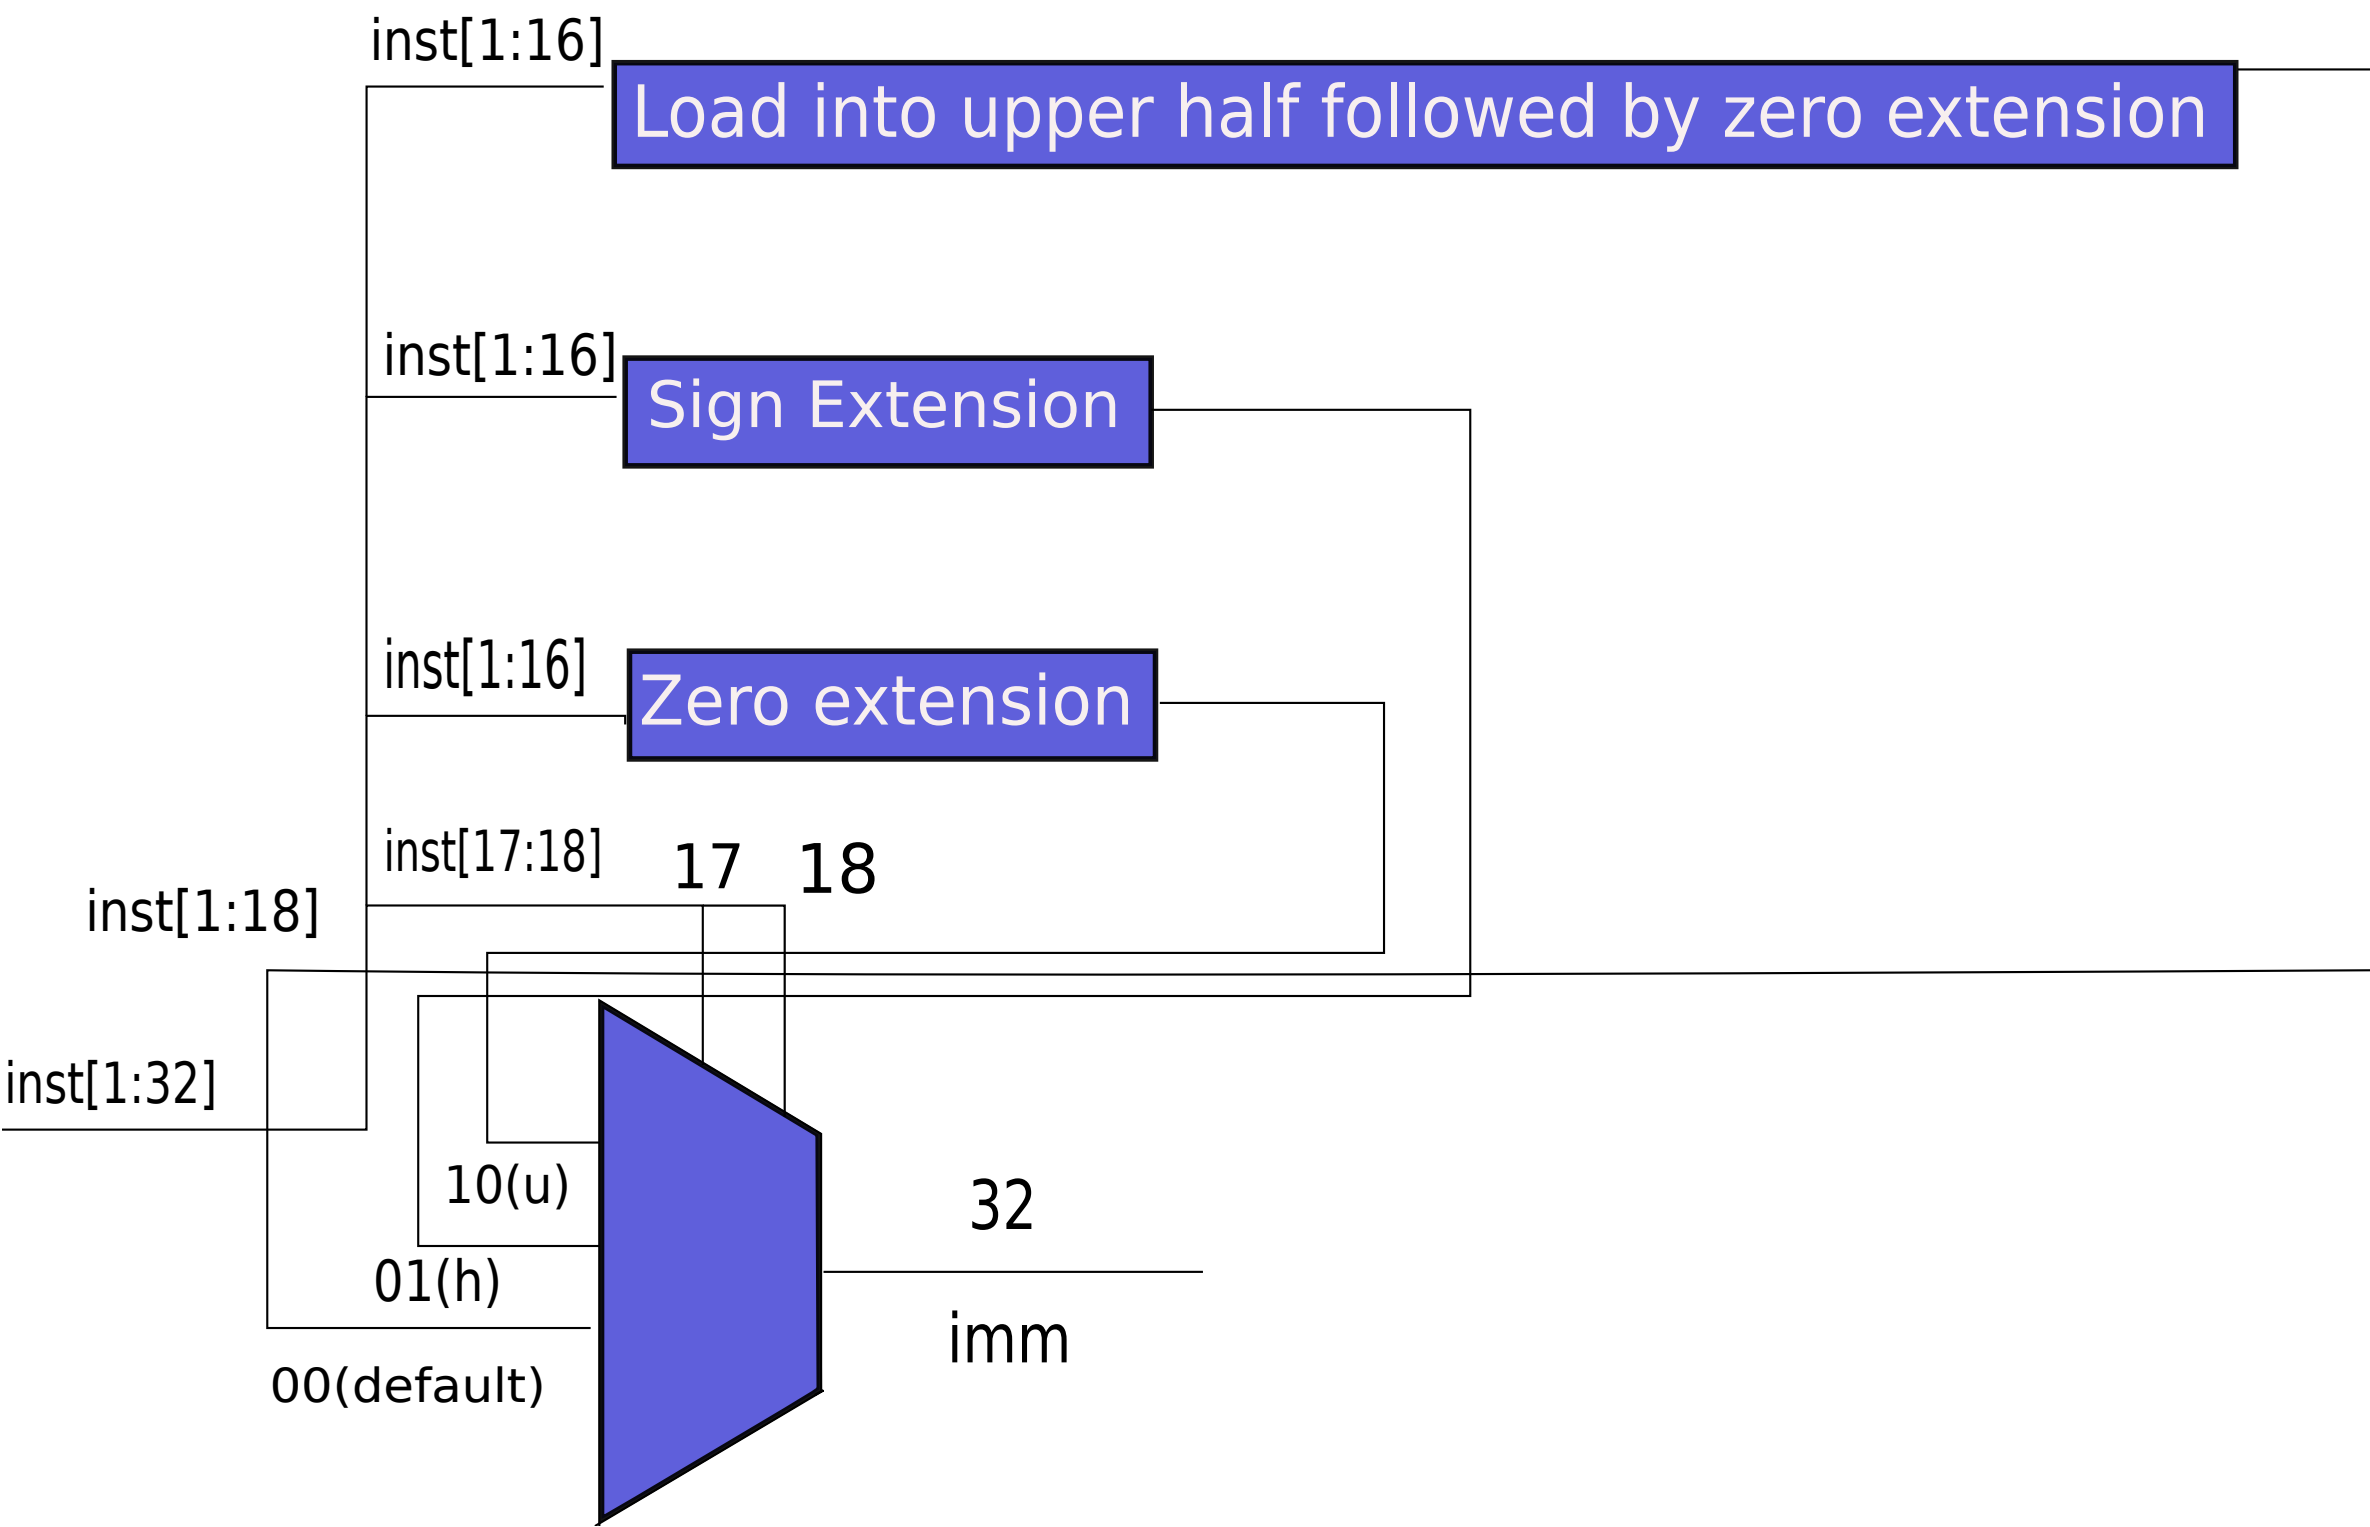 inst[1:16]
Load into upper half followed by zero extension
inst[1:16]
Sign Extension
inst[1:16]
Zero extension
inst[17:18]
17
18
inst[1:18]
inst[1:32]
10(u)
32
01(h)
imm
00(default)